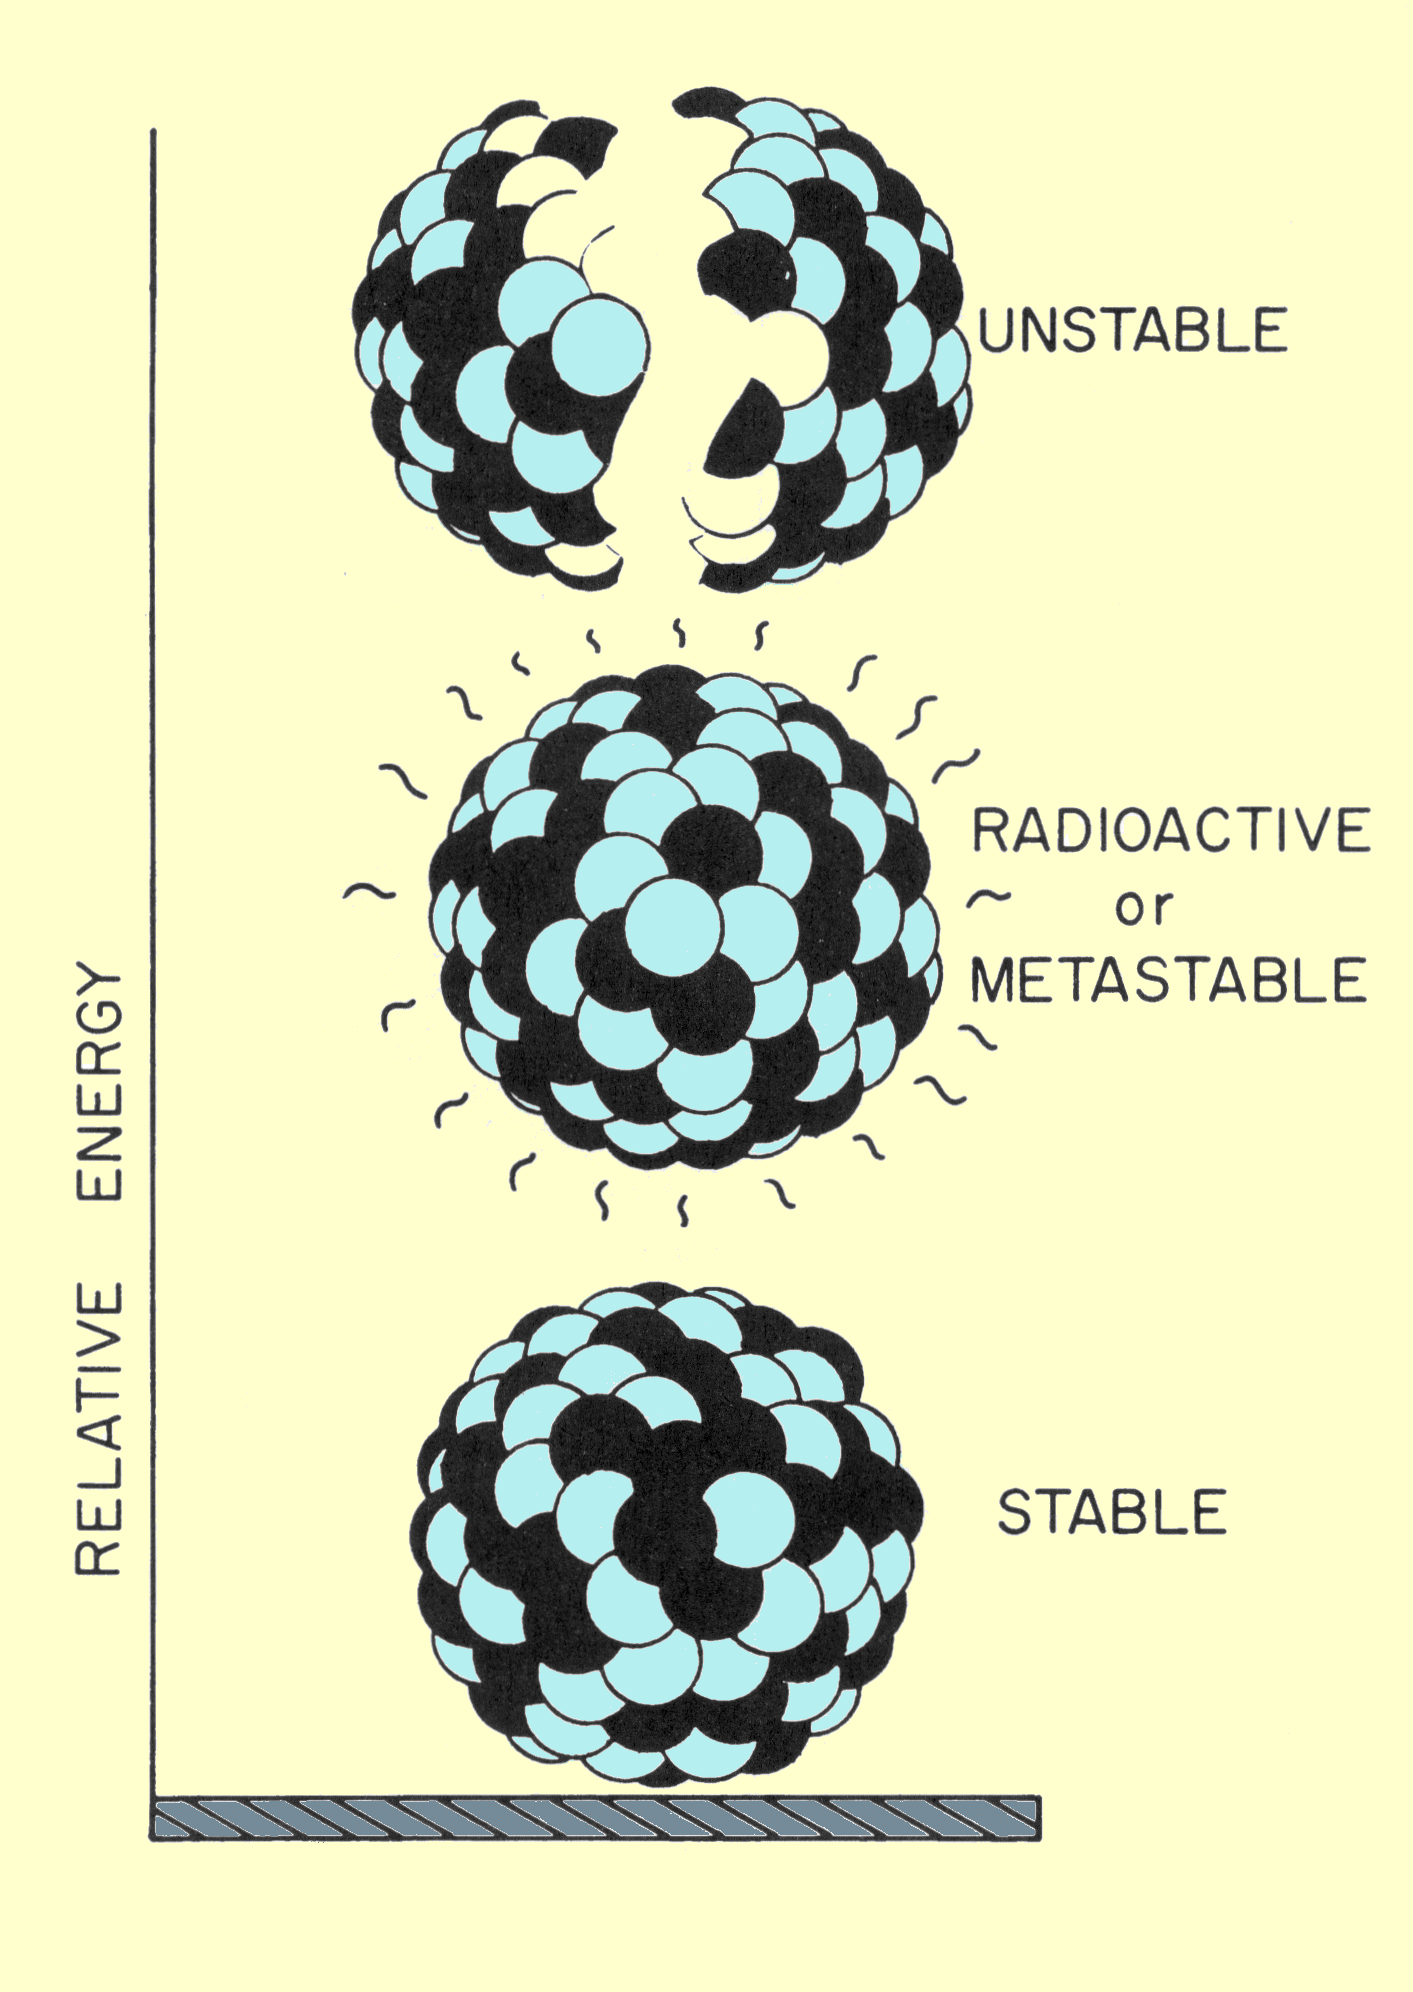 UNSTABLE
RADIOACTIVE
or
METASTABLE
STABLE
RELATIVE ENERGY